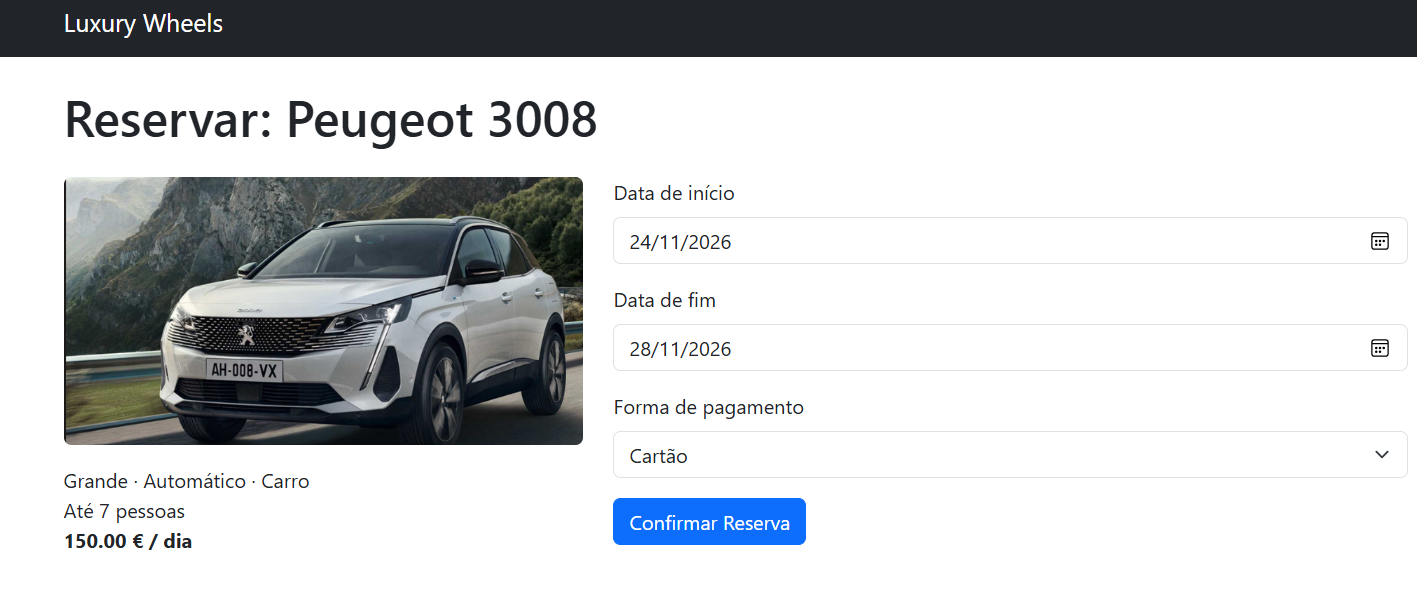 Luxury Wheels
Reservar: Peugeot 3008
AH-008-VX
Grande · Automático · Carro
Até 7 pessoas
150.00 € / dia
Data de início
24/11/2026
Data de fim
28/11/2026
Forma de pagamento
Cartão
Confirmar Reserva